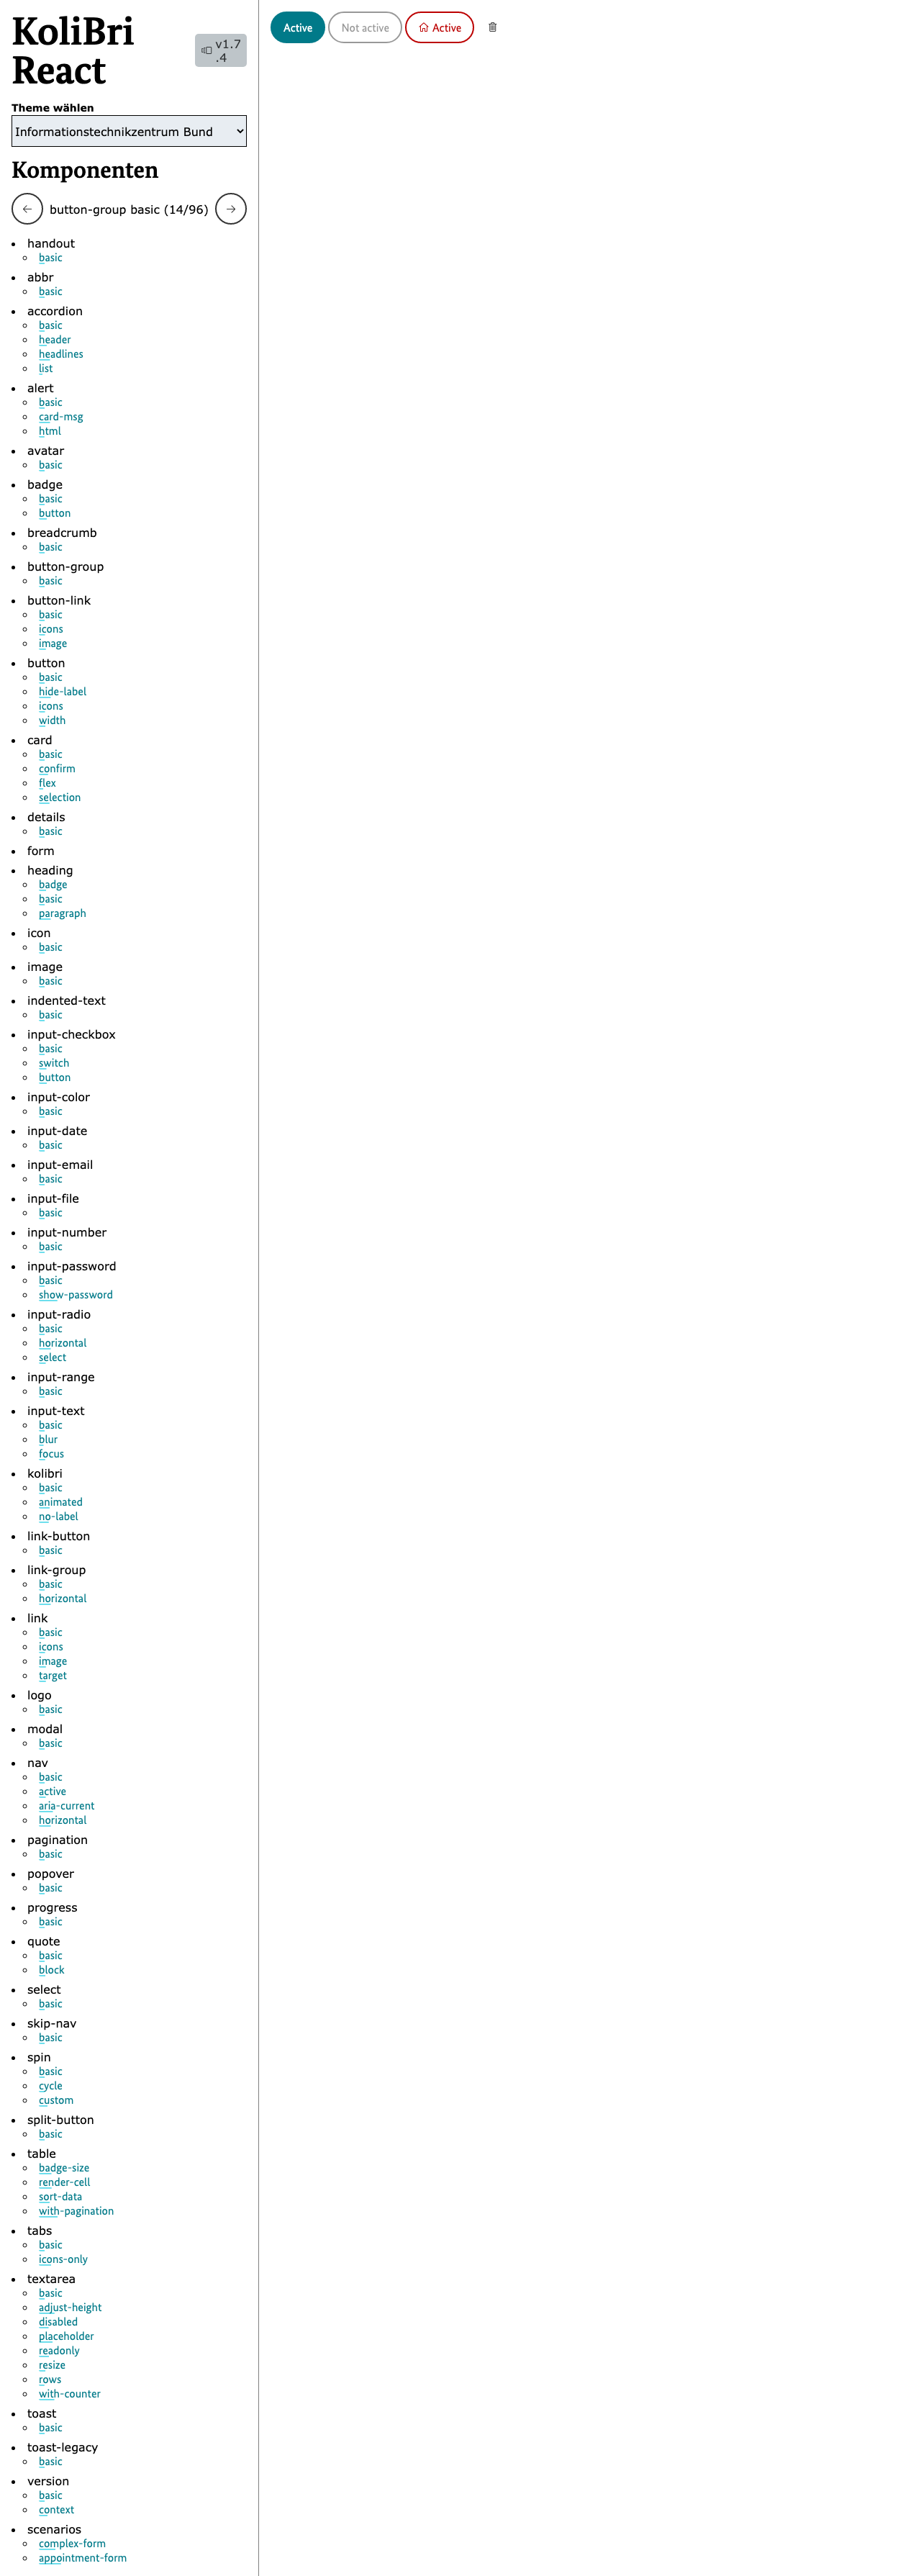 KoliBri
React
v1.7
.4
Theme wählen
Informationstechnikzentrum Bund
Komponenten
button-group basic (14/96)
handout
basic
abbr
basic
accordion
basic
header
headlines
list
alert
basic
card-msg
html
avatar
basic
badge
basic
button
breadcrumb
basic
button-group
basic
button-link
basic
icons
image
button
basic
hide-label
icons
width
card
basic
confirm
flex
selection
details
basic
form
heading
badge
basic
paragraph
icon
basic
image
basic
indented-text
basic
input-checkbox
basic
switch
button
input-color
basic
input-date
basic
input-email
basic
input-file
basic
input-number
basic
input-password
basic
show-password
input-radio
basic
horizontal
select
input-range
basic
input-text
basic
blur
focus
kolibri
basic
animated
no-label
link-button
basic
link-group
basic
horizontal
link
basic
icons
image
target
logo
basic
modal
basic
nav
basic
active
aria-current
horizontal
pagination
basic
popover
basic
progress
basic
quote
basic
block
select
basic
skip-nav
basic
spin
basic
cycle
custom
split-button
basic
table
badge-size
render-cell
sort-data
with-pagination
tabs
basic
icons-only
textarea
basic
adjust-height
disabled
placeholder
readonly
resize
rows
with-counter
toast
basic
toast-legacy
basic
version
basic
context
scenarios
complex-form
appointment-form
Active
Not active
Active